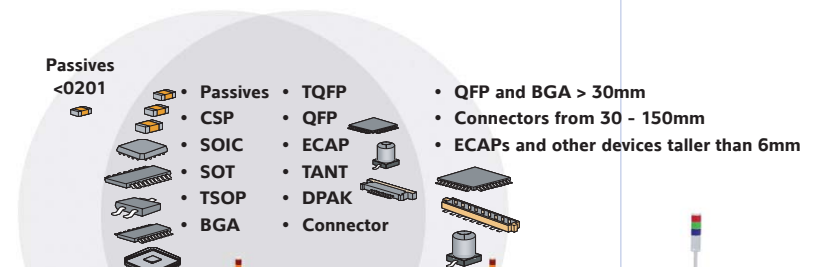 Passives
<0201
• Passives
• CSP
• SOIC
• SOT
• TSOP
• BGA
• TQFP
• QFP
• ECAP
• TANT
• DPAK
• Connector
• QFP and BGA > 30mm
• Connectors from 30 - 150mm
• ECAPs and other devices taller than 6mm